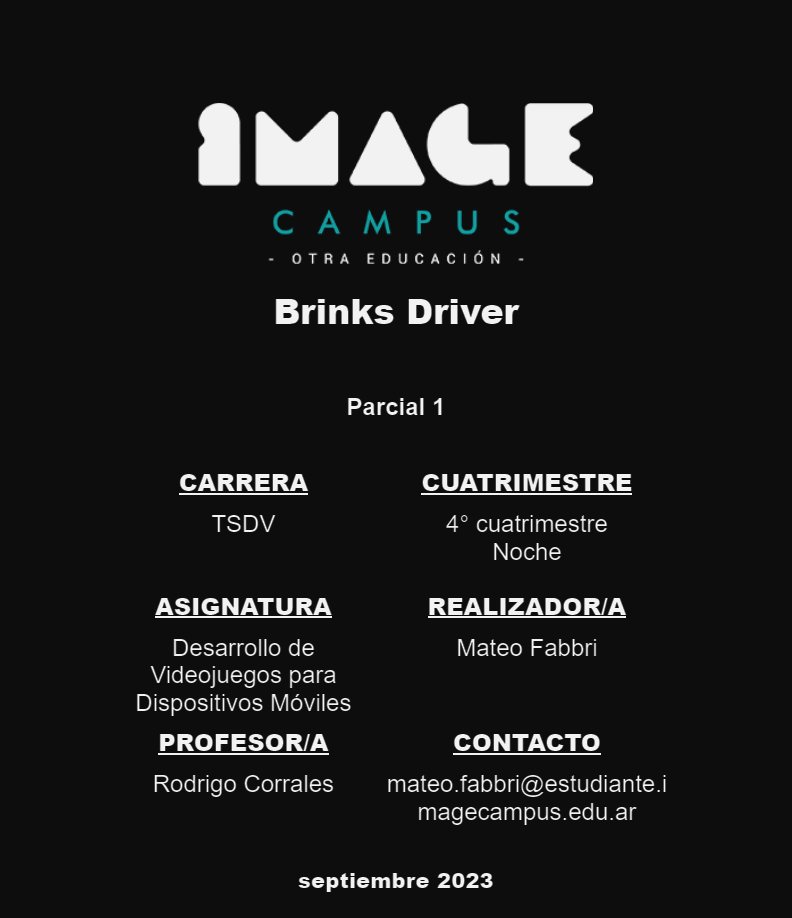 IMAGE
CAMPUS
- OTRA EDUCACIÓN -
Brinks Driver
Parcial 1
CARRERA
TSDV
CUATRIMESTRE
4° cuatrimestre
Noche
ASIGNATURA
Desarrollo de
Videojuegos para
Dispositivos Móviles
REALIZADOR/A
Mateo Fabbri
PROFESOR/A
Rodrigo Corrales
CONTACTO
mateo.fabbri@estudiante.i
magecampus.edu.ar
septiembre 2023